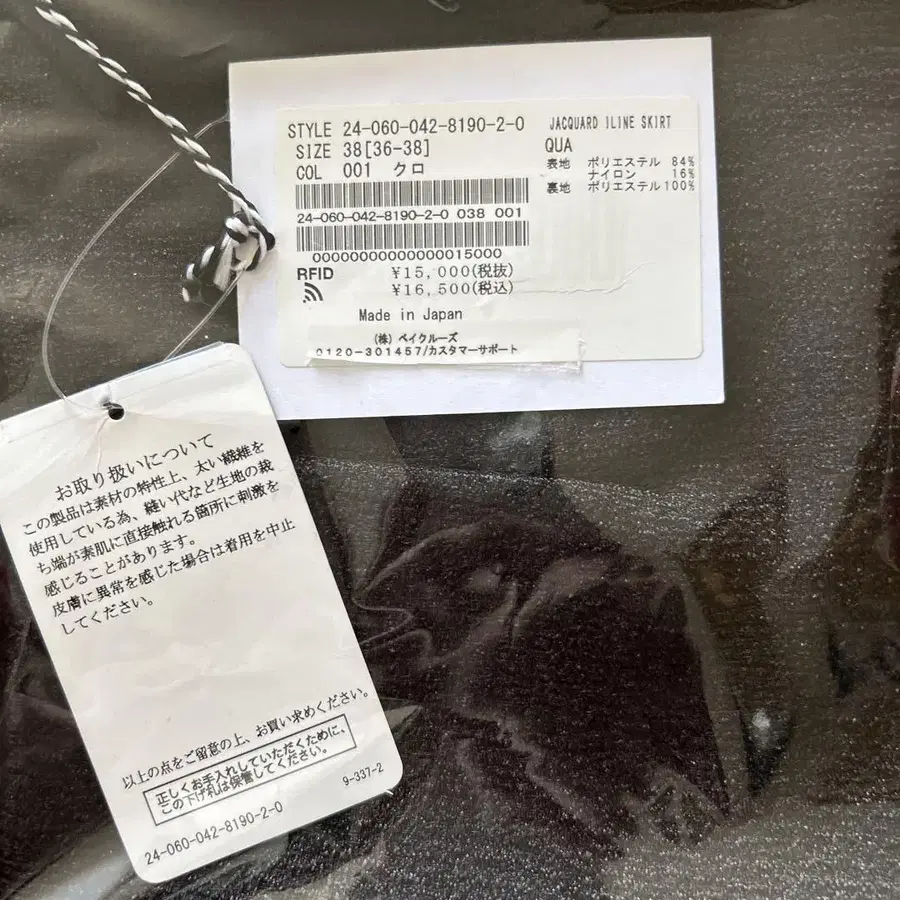 STYLE 24-060-042-8190-2-0
SIZE 38[36-38]
COL 001 クロ
24-060-042-8190-2-0 038 001
00000000000000015000
RFID
¥15,000(税抜)
¥16,500(税込)
Made in Japan
(株) ベイクルーズ
0120-301457/カスタマーサポート
JACQUARD ILINE SKIRT
QUA
表地 ポリエステル 84%
ナイロン 16%
裏地 ポリエステル 100%
お取り扱いについて
この製品は素材の特性上、太い繊維を
使用している為、縫い代など生地の裁
ち端が素肌に直接触れる箇所に刺激を
感じることがあります。
皮膚に異常を感じた場合は着用を中止
してください。
以上の点をご留意の上、お買い求めください。
正しくお手入れしていただくために、
この下げ札は保管してください。
9-337-2
24-060-042-8190-2-0